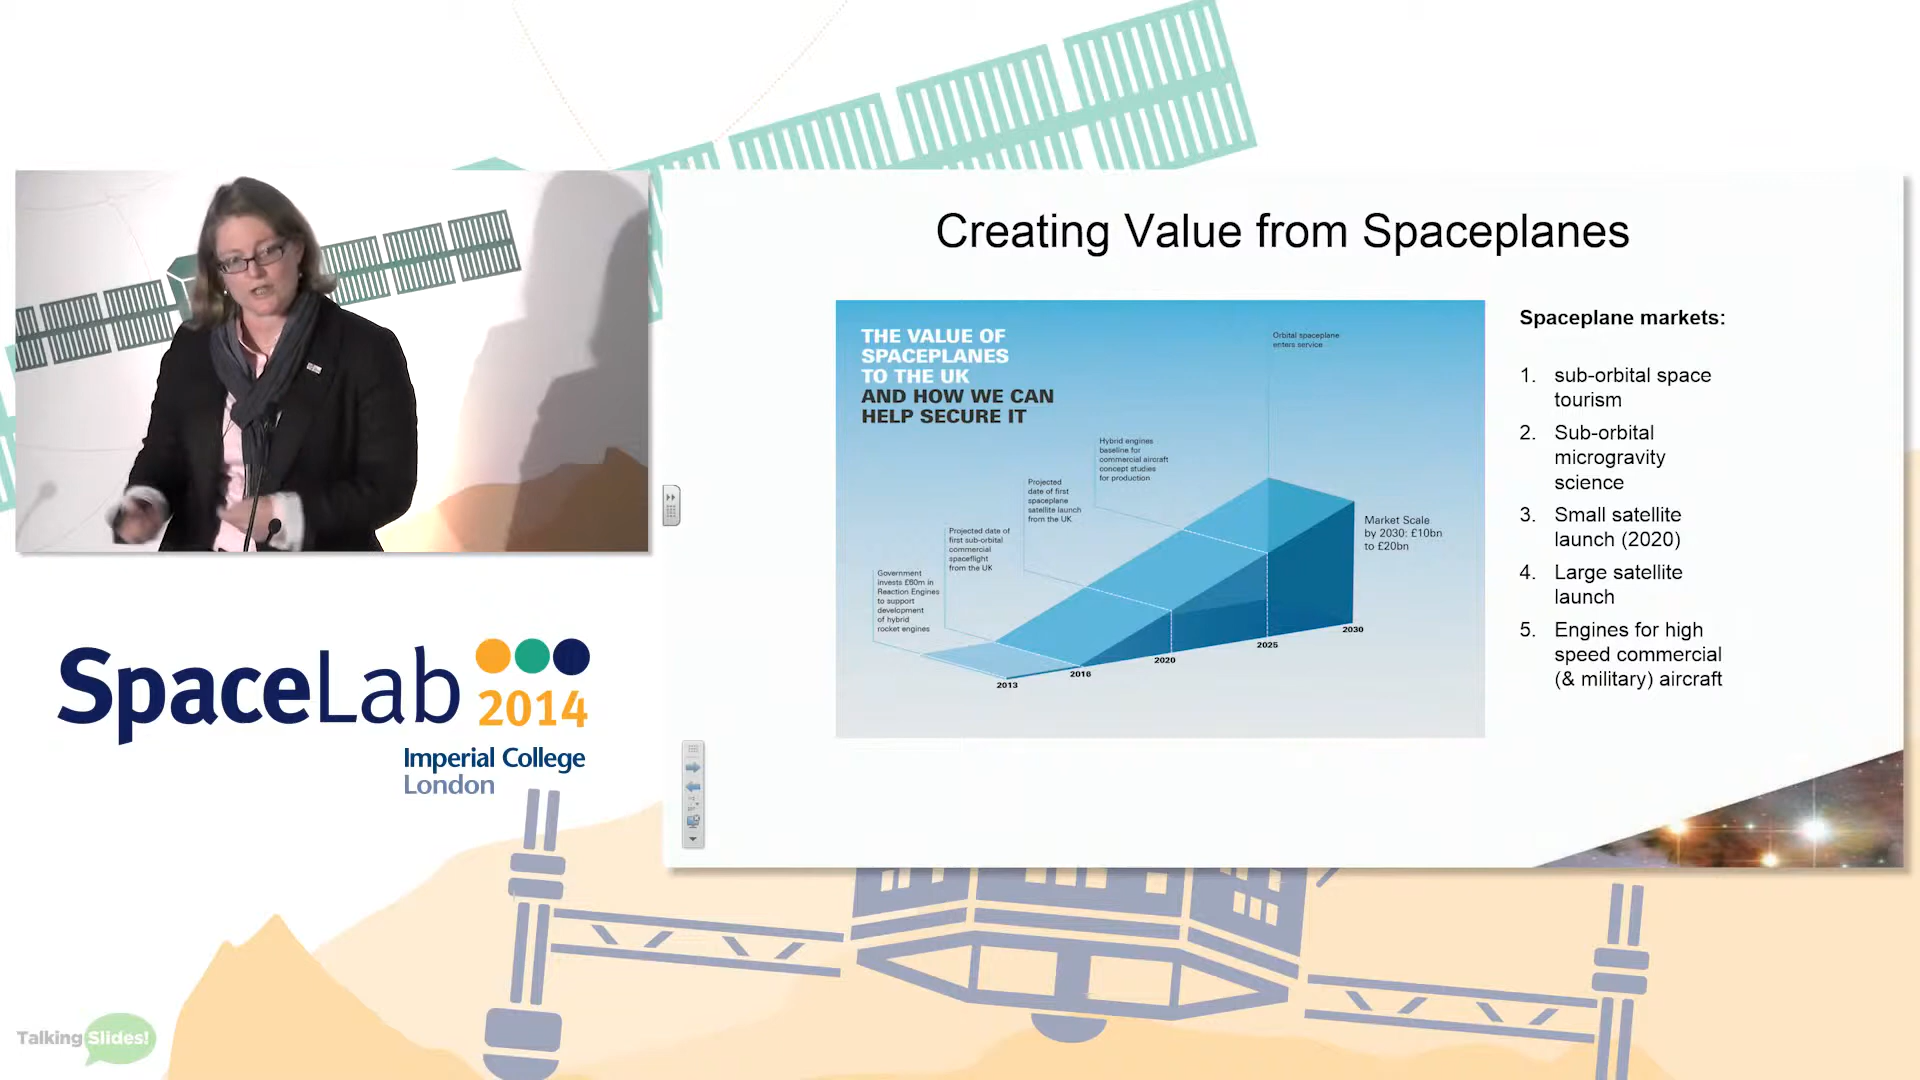 Creating Value from Spaceplanes
THE VALUE OF
SPACEPLANES
TO THE UK
AND HOW WE CAN
HELP SECURE IT
Orbital spaceplane
enters service
Hybrid engines
baseline for
commercial aircraft
concept studies
for production
Projected
date of first
spaceplane
satellite launch
from the UK
Projected date of
first sub-orbital
commercial
spaceflight
from the UK
Government
invests £60m in
Reaction Engines
to support
development
of hybrid
rocket engines
Market Scale
by 2030: £10bn
to £20bn
2013
2016
2020
2025
2030
Spaceplane markets:
1. sub-orbital space
tourism
2. Sub-orbital
microgravity
science
3. Small satellite
launch (2020)
4. Large satellite
launch
5. Engines for high
speed commercial
(& military) aircraft
SpaceLab
2014
Imperial College
London
Talking Slides!